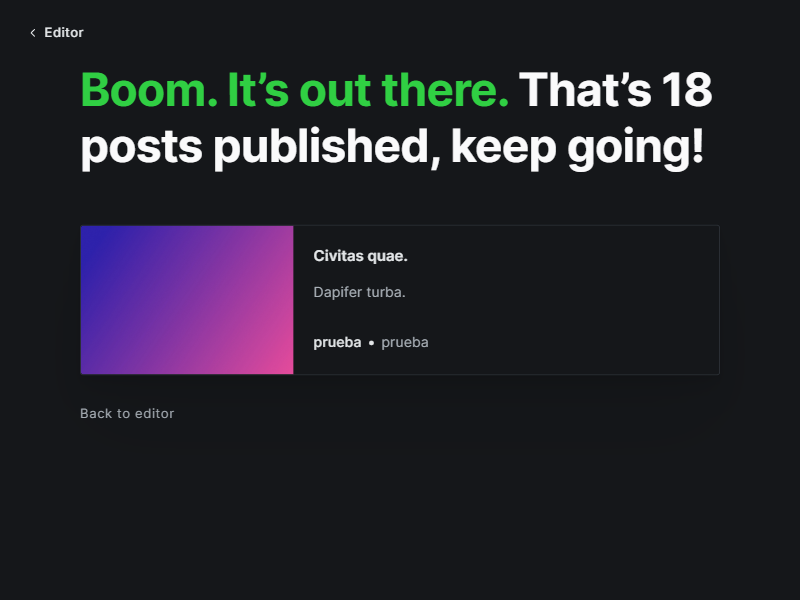 Editor
Boom. It’s out there. That’s 18
posts published, keep going!
Civitas quae.
Dapifer turba.
prueba • prueba
Back to editor